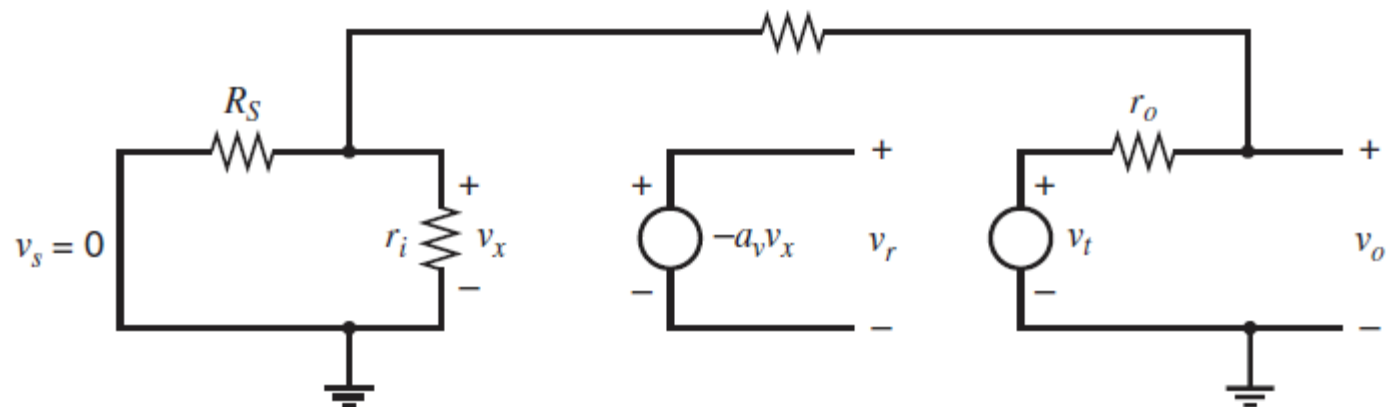 R_S
r_o
+
+
+
+
+
v_s = 0
r_i
v_x
−a_v v_x
v_r
v_t
v_o
−
−
−
−
−